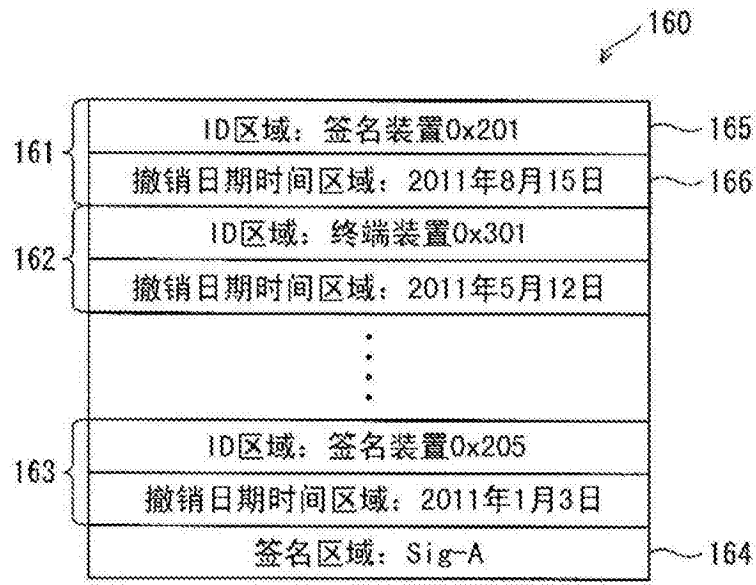 160
161
ID区域：签名装置0x201
165
撤销日期时间区域：2011年8月15日
166
162
ID区域：终端装置0x301
撤销日期时间区域：2011年5月12日
163
ID区域：签名装置0x205
撤销日期时间区域：2011年1月3日
签名区域：Sig-A
164